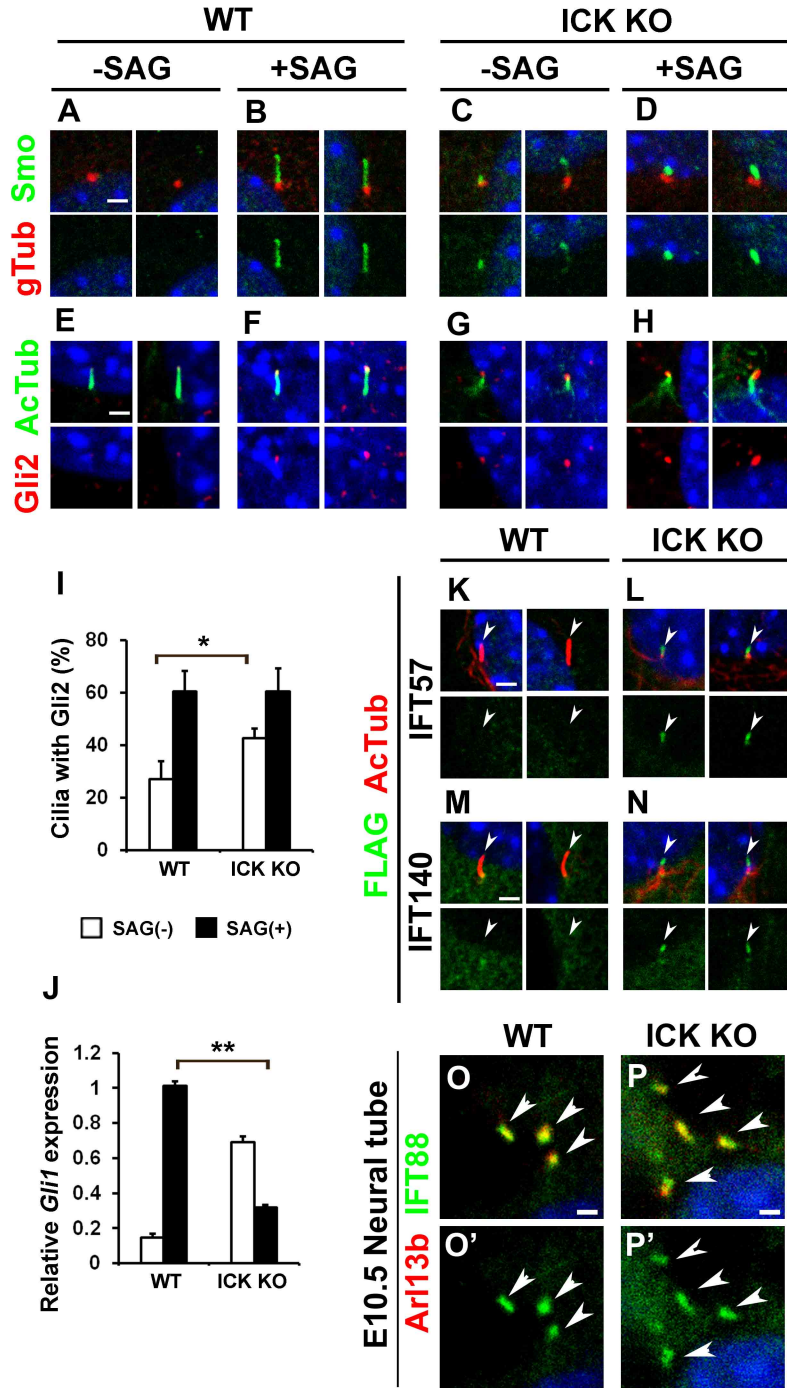 WT
ICK KO
-SAG
+SAG
-SAG
+SAG
A
B
C
D
gTub Smo
E
F
G
H
Gli2 AcTub
WT
ICK KO
I
80
60
40
20
0
Cilia with Gli2 (%)
*
WT
ICK KO
SAG(-)
SAG(+)
FLAG AcTub
K
L
IFT57
M
N
IFT140
J
1.2
1
0.8
0.6
0.4
0.2
0
Relative Gli1 expression
**
WT
ICK KO
WT
ICK KO
E10.5 Neural tube
Arl13b IFT88
O
P
O’
P’